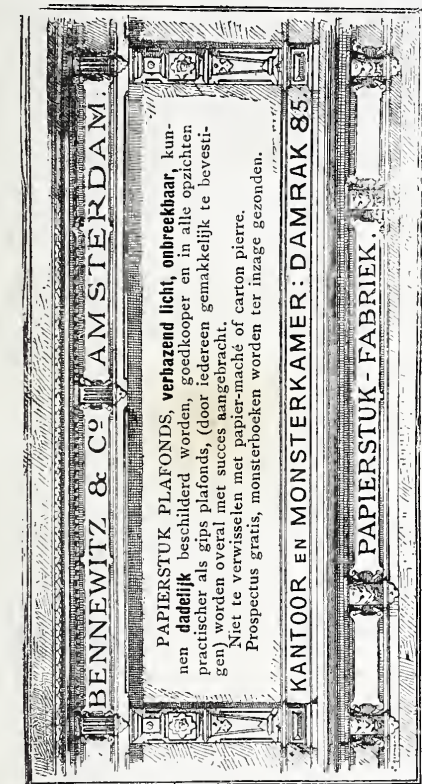 BENNEWITZ & Cº AMSTERDAM.
PAPIERSTUK PLAFONDS, verbazend licht, onbreekbaar, kun-
nen dadelijk beschilderd worden, goedkooper en in alle opzichten
practischer als gips plafonds, (door iedereen gemakkelijk te bevesti-
gen) worden overal met succes aangebracht.
Niet te verwisselen met papier-maché of carton pierre.
Prospectus gratis, monsterboeken worden ter inzage gezonden.
KANTOOR EN MONSTERKAMER: DAMRAK 85.
PAPIERSTUK-FABRIEK.